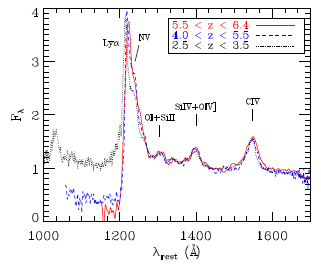 5.5 < z < 6.4
4.0 < z < 5.5
2.5 < z < 3.5
Lyα
NV
OI+SiII
SiIV+OIV]
CIV
4
3
2
1
0
F_λ
1000
1200
1400
1600
λ_rest (Å)